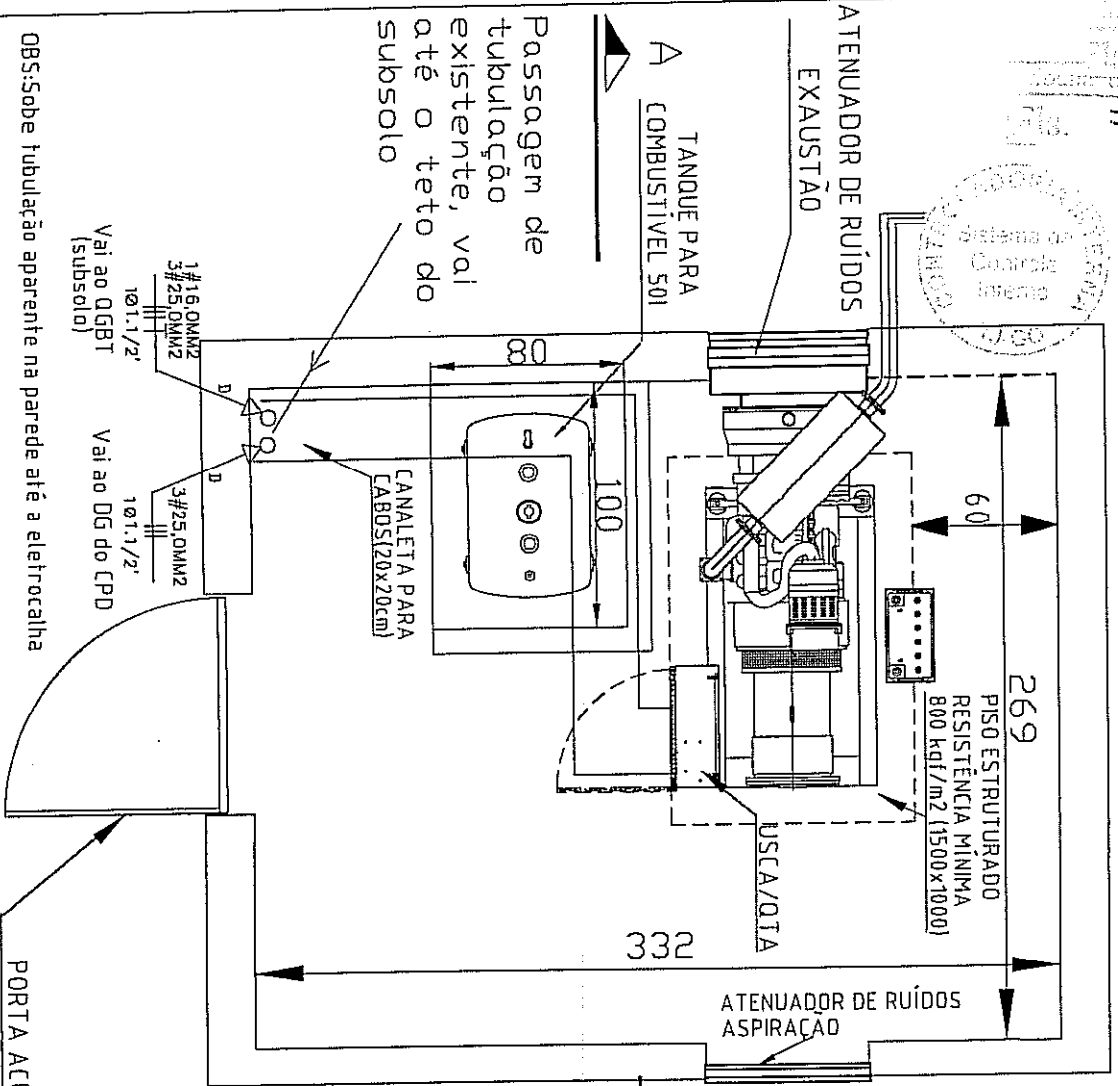 ATENUADOR DE RUÍDOS
EXAUSTÃO
Sistema de
Controle
Interno
A
TANQUE PARA
COMBUSTÍVEL 50l
Passagem de
tubulação
existente, vai
até o teto do
subsolo
1#16,0MM2
3#25,0MM2
1Ø1.1/2'
Vai ao QGBT
(subsolo)
3#25,0MM2
1Ø1.1/2'
Vai ao DG do CPD
D
D
OBS:Sobe tubulação aparente na parede até a eletrocalha
80
100
CANALETA PARA
CABOS(20x20cm)
60
269
PISO ESTRUTURADO
RESISTÊNCIA MÍNIMA
800 kgf/m2 (1500x1000)
USCA/QTA
332
ATENUADOR DE RUÍDOS
ASPIRAÇÃO
PORTA